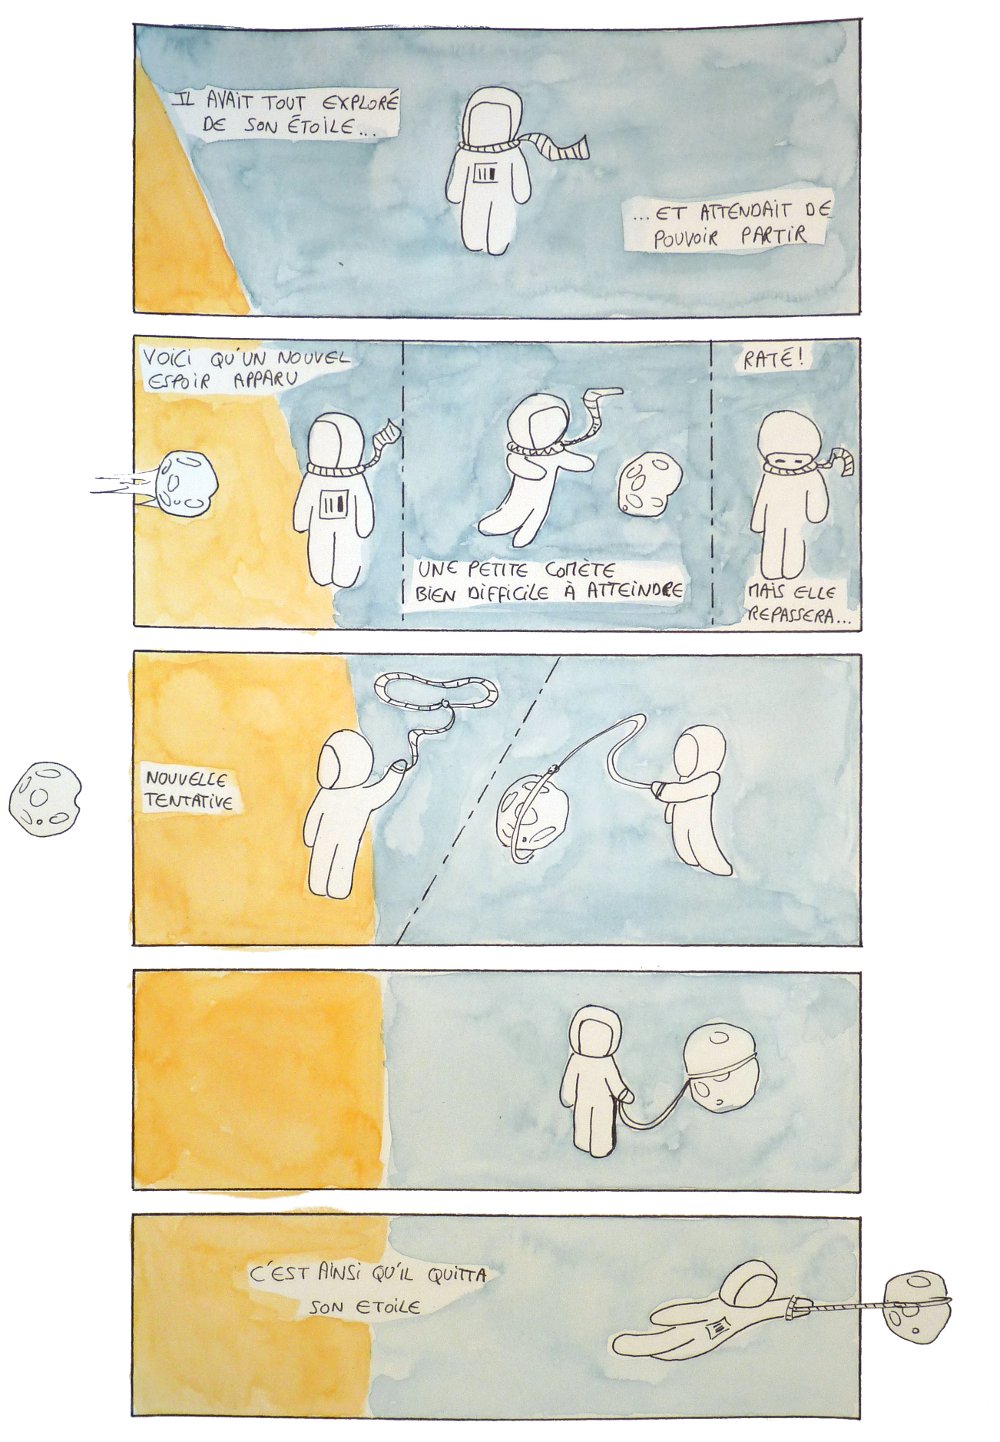 IL AVAIT TOUT EXPLORÉ
DE SON ÉTOILE...
...ET ATTENDAIT DE
POUVOIR PARTIR
VOICI QU'UN NOUVEL
ESPOIR APPARU
UNE PETITE COMÈTE
BIEN DIFFICILE À ATTEINDRE
RATÉ!
MAIS ELLE
REPASSERA...
NOUVELLE
TENTATIVE
C'EST AINSI QU'IL QUITTA
SON ETOILE